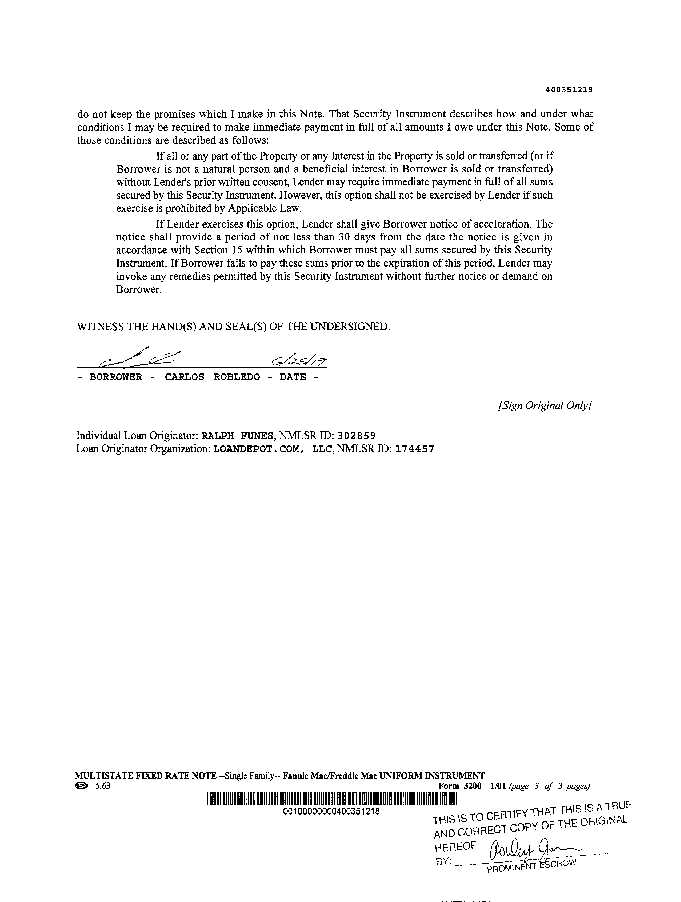 400351219
do not keep the promises which I make in this Note. That Security Instrument describes how and under what
conditions I may be required to make immediate payment in full of all amounts I owe under this Note. Some of
those conditions are described as follows:
If all or any part of the Property or any Interest in the Property is sold or transferred (or if
Borrower is not a natural person and a beneficial interest in Borrower is sold or transferred)
without Lender's prior written consent, Lender may require immediate payment in full of all sums
secured by this Security Instrument. However, this option shall not be exercised by Lender if such
exercise is prohibited by Applicable Law.
If Lender exercises this option, Lender shall give Borrower notice of acceleration. The
notice shall provide a period of not less than 30 days from the date the notice is given in
accordance with Section 15 within which Borrower must pay all sums secured by this Security
Instrument. If Borrower fails to pay these sums prior to the expiration of this period, Lender may
invoke any remedies permitted by this Security Instrument without further notice or demand on
Borrower.
WITNESS THE HAND(S) AND SEAL(S) OF THE UNDERSIGNED.
- BORROWER - CARLOS ROBLEDO - DATE -
[Sign Original Only]
Individual Loan Originator: RALPH FUNES, NMLSR ID: 302859
Loan Originator Organization: LOANDEPOT.COM, LLC, NMLSR ID: 174457
MULTISTATE FIXED RATE NOTE --Single Family-- Fannie Mae/Freddie Mac UNIFORM INSTRUMENT
5.63 Form 3200 1/01 (page 3 of 3 pages)
00100000000400351218
THIS IS TO CERTIFY THAT THIS IS A TRUE
AND CORRECT COPY OF THE ORIGINAL
HEREOF
BY:
PROMINENT ESCROW